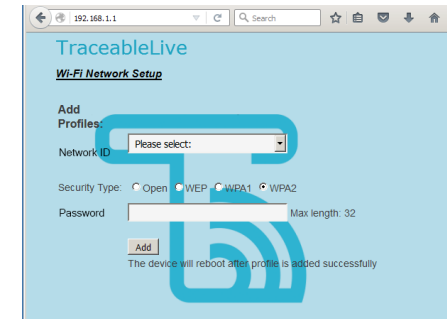 192.168.1.1
Search
TraceableLive
Wi-Fi Network Setup
Add
Profiles:
Network ID
Please select:
Security Type: Open WEP WPA1 WPA2
Password
Max length: 32
Add
The device will reboot after profile is added successfully